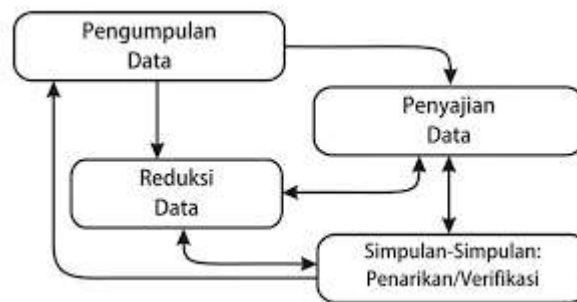 Pengumpulan
Data
Penyajian
Data
Reduksi
Data
Simpulan-Simpulan:
Penarikan/Verifikasi